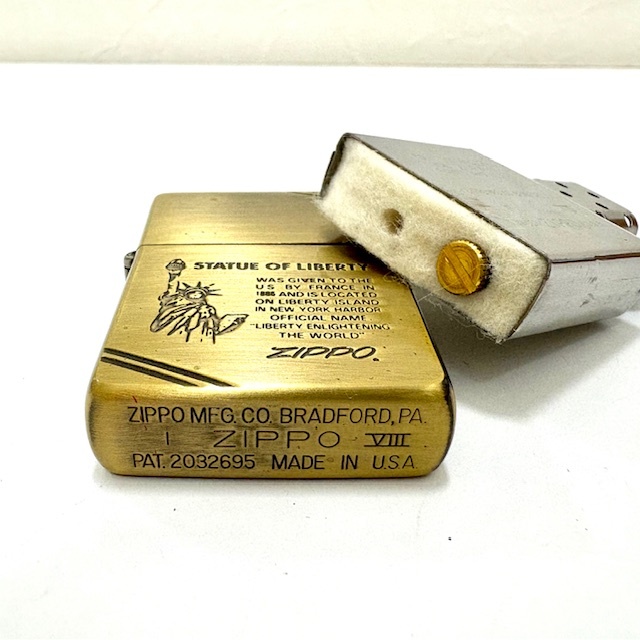 STATUE OF LIBERTY
WAS GIVEN TO THE
U S BY FRANCE IN
1886 AND IS LOCATED
ON LIBERTY ISLAND
IN NEW YORK HARBOR
OFFICIAL NAME
"LIBERTY ENLIGHTENING
THE WORLD"
ZIPPO
ZIPPO MFG. CO. BRADFORD, PA.
I ZIPPO VIII
PAT. 2032695 MADE IN U.S.A.